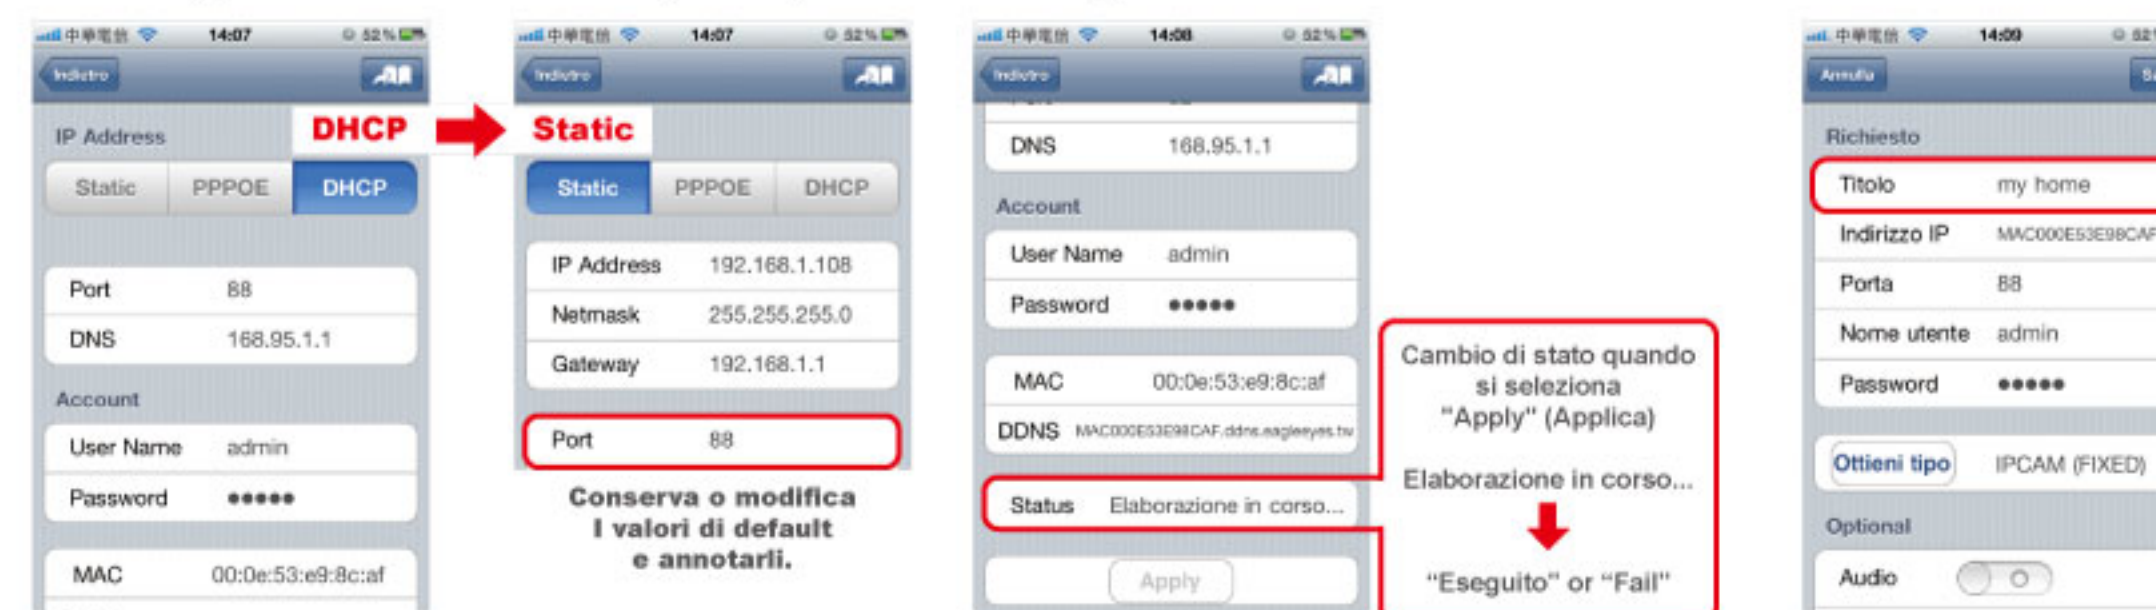 中華電信 14:07 52%
Indietro
IP Address
DHCP
Static PPPOE DHCP
Port 88
DNS 168.95.1.1
Account
User Name admin
Password •••••
MAC 00:0e:53:e9:8c:af
中華電信 14:07 52%
Indietro
Static
Static PPPOE DHCP
IP Address 192.168.1.108
Netmask 255.255.255.0
Gateway 192.168.1.1
Port 88
Conserva o modifica
I valori di default
e annotarli.
中華電信 14:08 52%
Indietro
DNS 168.95.1.1
Account
User Name admin
Password •••••
MAC 00:0e:53:e9:8c:af
DDNS MAC000E53E98CAF.ddns.eagleeyes.tw
Status Elaborazione in corso...
Apply
Cambio di stato quando
si seleziona
"Apply" (Applica)
Elaborazione in corso...
"Eseguito" or "Fail"
中華電信 14:09
Annulla
Richiesto
Titolo my home
Indirizzo IP MAC000E53E98CAF
Porta 88
Nome utente admin
Password •••••
Ottieni tipo IPCAM (FIXED)
Optional
Audio